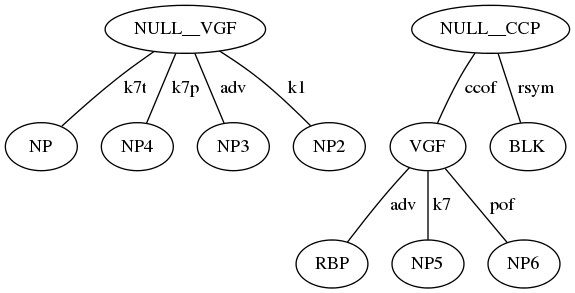 NULL__VGF NULL__CCP
k7t k7p adv k1 ccof rsym
NP NP4 NP3 NP2 VGF BLK
adv k7 pof
RBP NP5 NP6